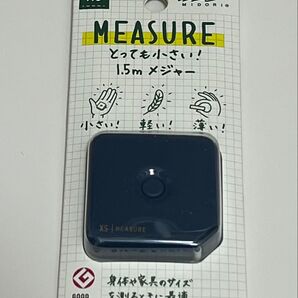 MIDORI
MEASURE
とっても小さい!
1.5m メジャー
小さい! 軽い! 薄い!
XS | MEASURE
身体や家具のサイズ
を測るときに最適
GOOD